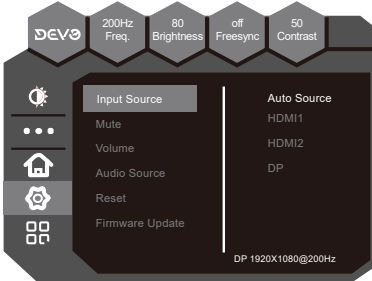 DEVO
200Hz
Freq.
80
Brightness
off
Freesync
50
Contrast
Input Source
Mute
Volume
Audio Source
Reset
Firmware Update
Auto Source
HDMI1
HDMI2
DP
DP 1920X1080@200Hz